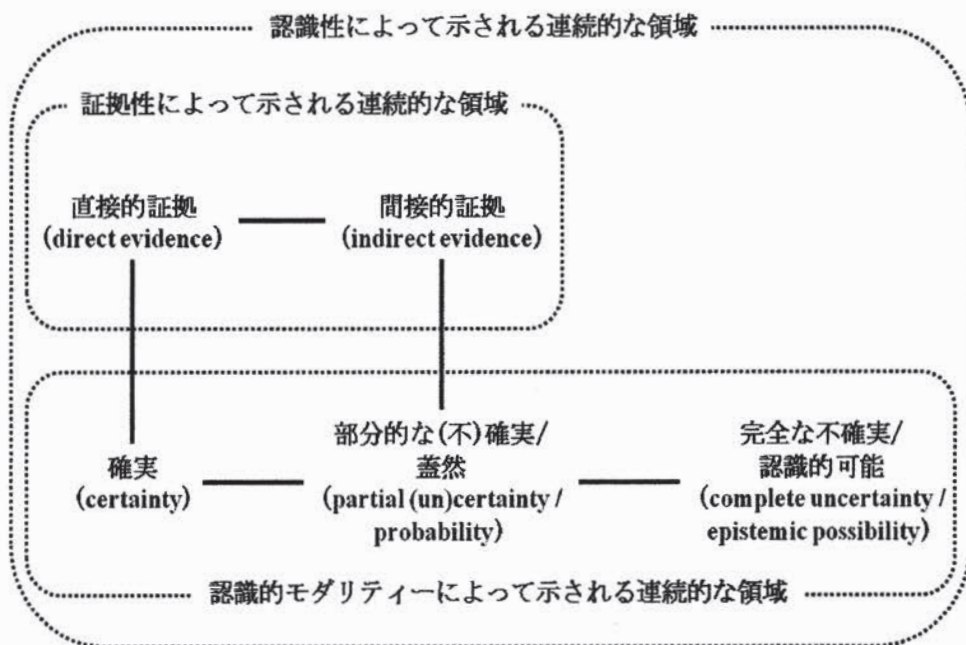 認識性によって示される連続的な領域
証拠性によって示される連続的な領域
直接的証拠
(direct evidence)
間接的証拠
(indirect evidence)
確実
(certainty)
部分的な(不)確実/
蓋然
(partial (un)certainty /
probability)
完全な不確実/
認識的可能
(complete uncertainty /
epistemic possibility)
認識的モダリティーによって示される連続的な領域